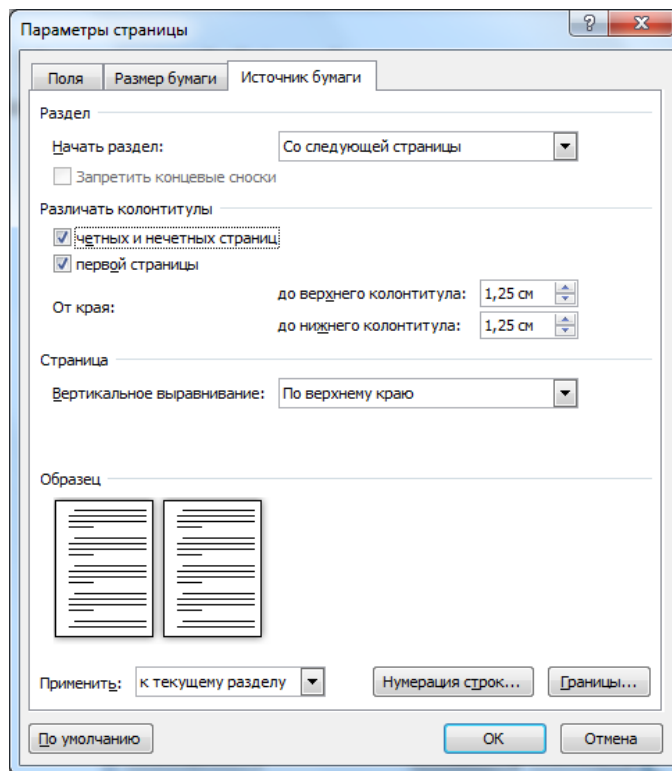 Параметры страницы
Поля Размер бумаги Источник бумаги
Раздел
Начать раздел: Со следующей страницы
Запретить концевые сноски
Различать колонтитулы
четных и нечетных страниц
первой страницы
От края:
до верхнего колонтитула: 1,25 см
до нижнего колонтитула: 1,25 см
Страница
Вертикальное выравнивание: По верхнему краю
Образец
Применить: к текущему разделу Нумерация строк... Границы...
По умолчанию ОК Отмена